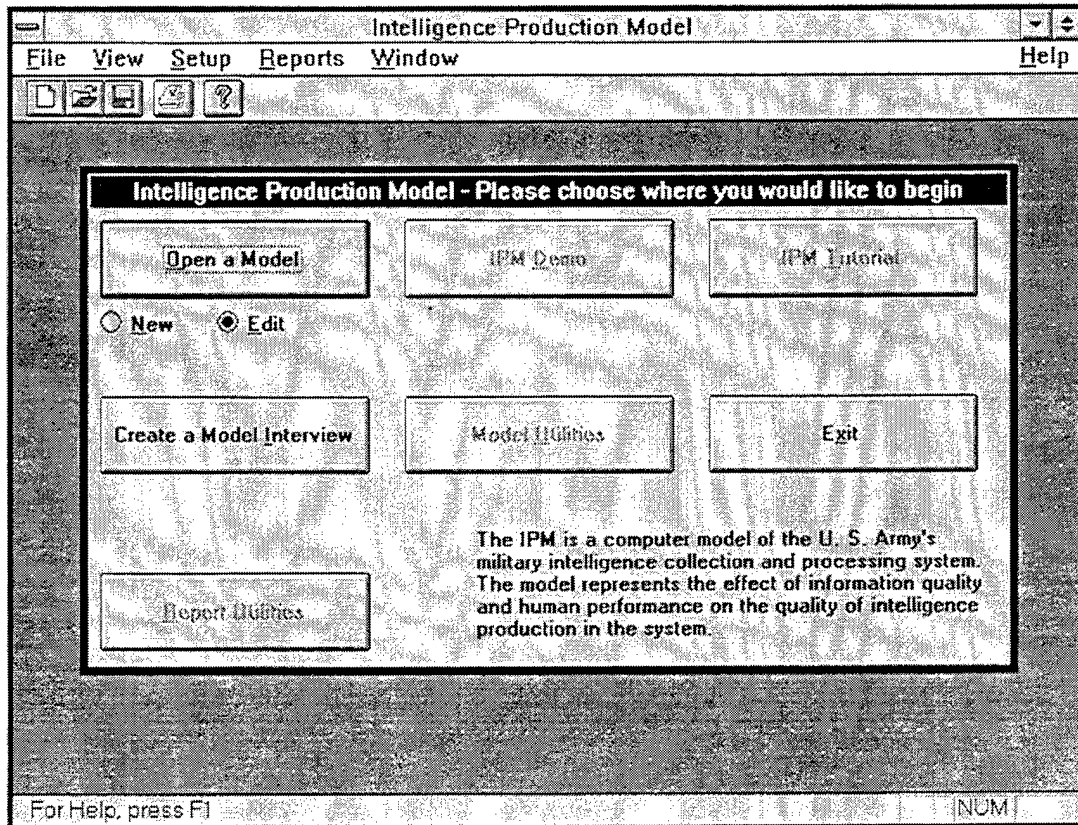 Intelligence Production Model
File View Setup Reports Window Help
Intelligence Production Model - Please choose where you would like to begin
Open a Model
IPM Demo
IPM Tutorial
New
Edit
Create a Model Interview
Model Utilities
Exit
Report Utilities
The IPM is a computer model of the U. S. Army's
military intelligence collection and processing system.
The model represents the effect of information quality
and human performance on the quality of intelligence
production in the system.
For Help, press F1
NUM